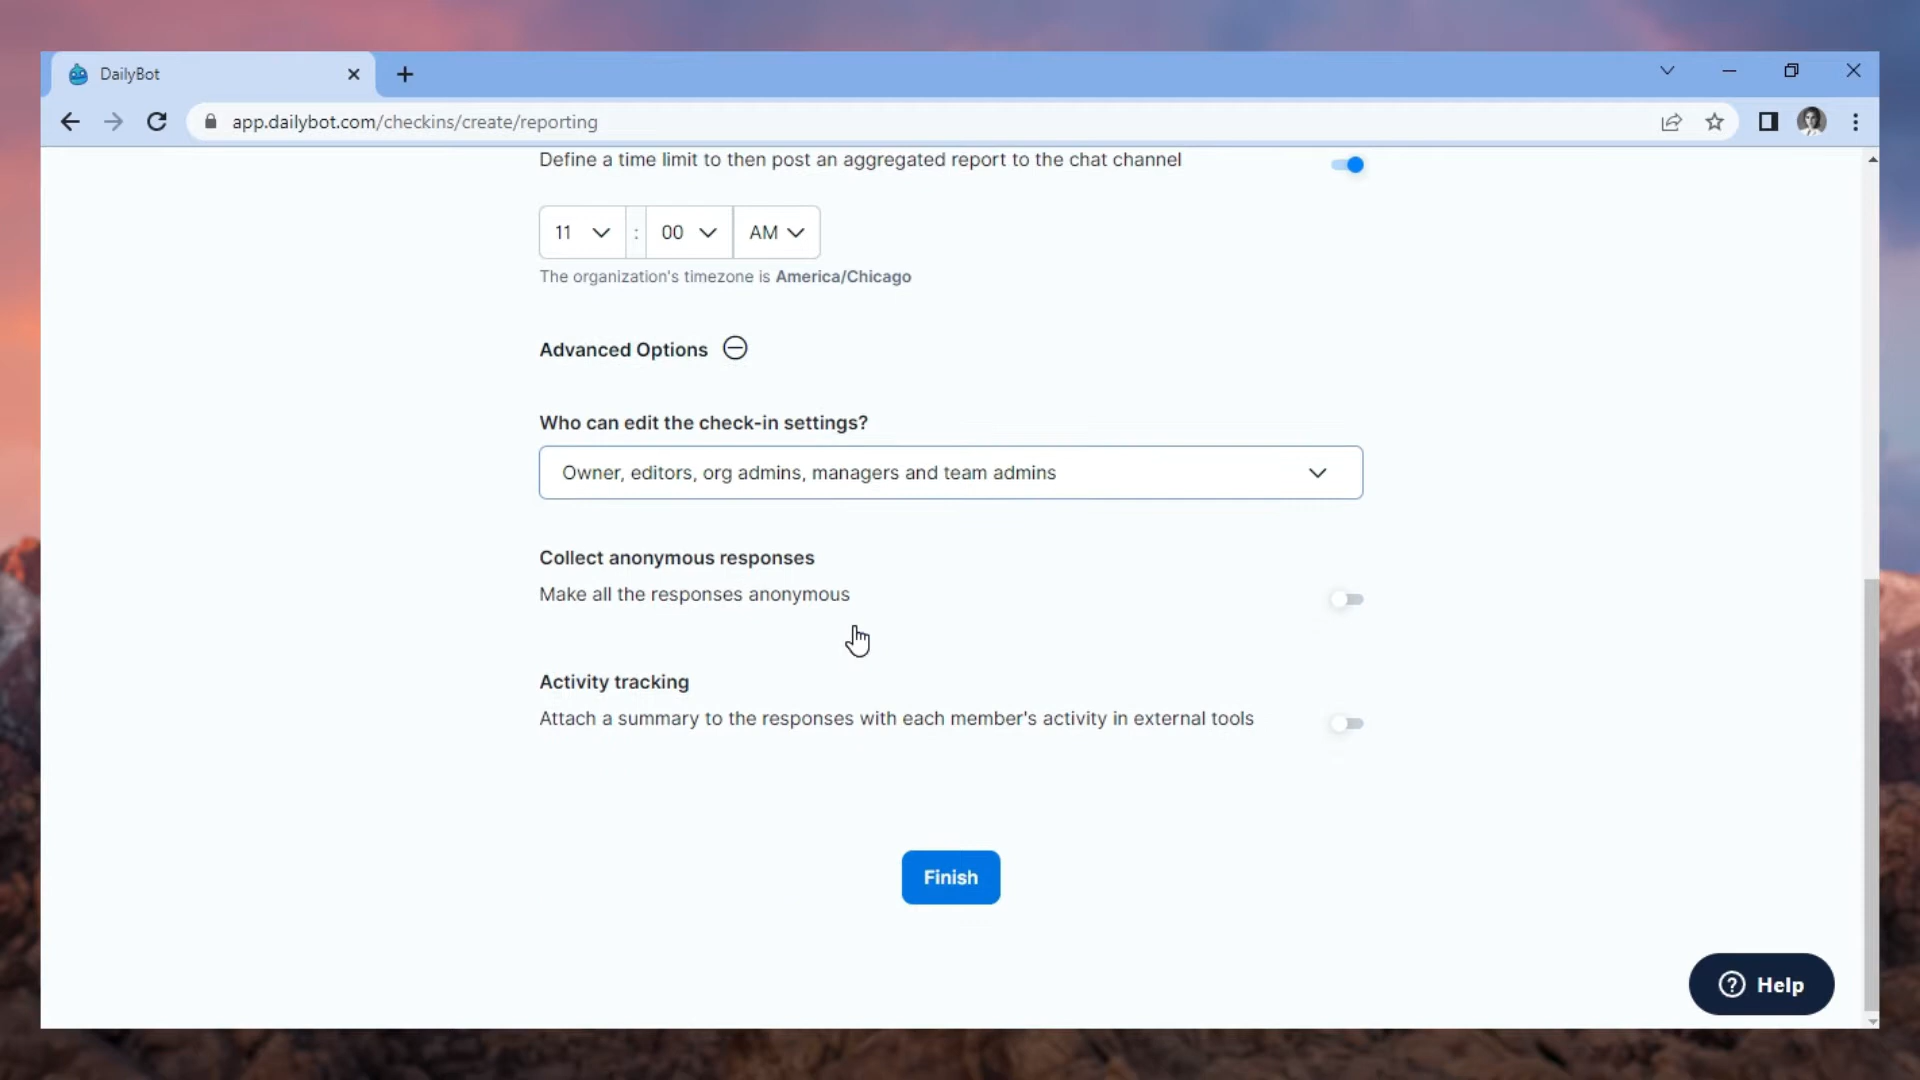 DailyBot
app.dailybot.com/checkins/create/reporting
Define a time limit to then post an aggregated report to the chat channel
11 : 00 AM
The organization's timezone is America/Chicago
Advanced Options
Who can edit the check-in settings?
Owner, editors, org admins, managers and team admins
Collect anonymous responses
Make all the responses anonymous
Activity tracking
Attach a summary to the responses with each member's activity in external tools
Finish
? Help